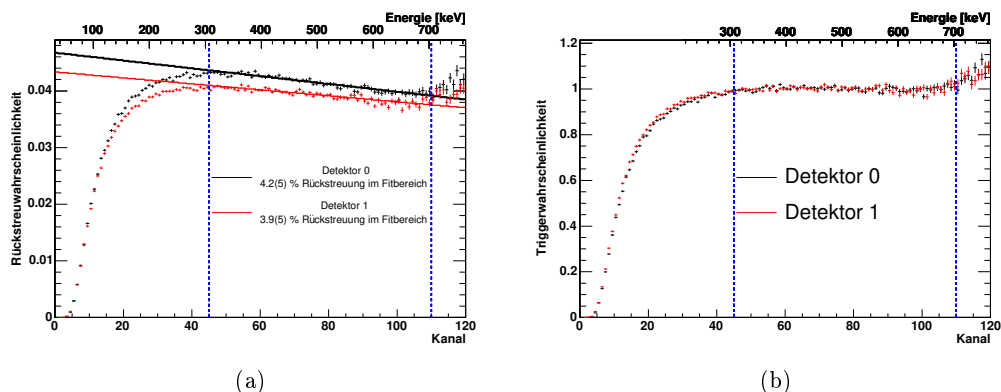 Energie [keV]
100 200 300 400 500 600 700
Rückstreuwahrscheinlichkeit
0.04
0.03
0.02
0.01
0
Detektor 0
4.2(5) % Rückstreuung im Fitbereich
Detektor 1
3.9(5) % Rückstreuung im Fitbereich
0 20 40 60 80 100 120
Kanal
(a)
Energie [keV]
300 400 500 600 700
Triggerwahrscheinlichkeit
1.2
1
0.8
0.6
0.4
0.2
0
Detektor 0
Detektor 1
0 20 40 60 80 100 120
Kanal
(b)